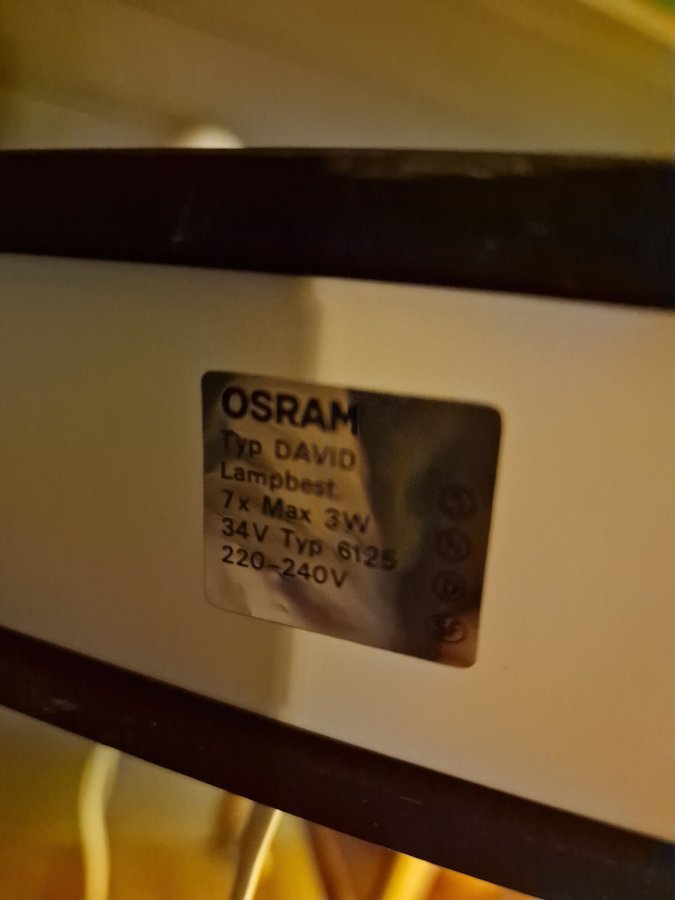 OSRAM
Typ DAVID
Lampbest.
7x Max 3W
34V Typ 6125
220-240V